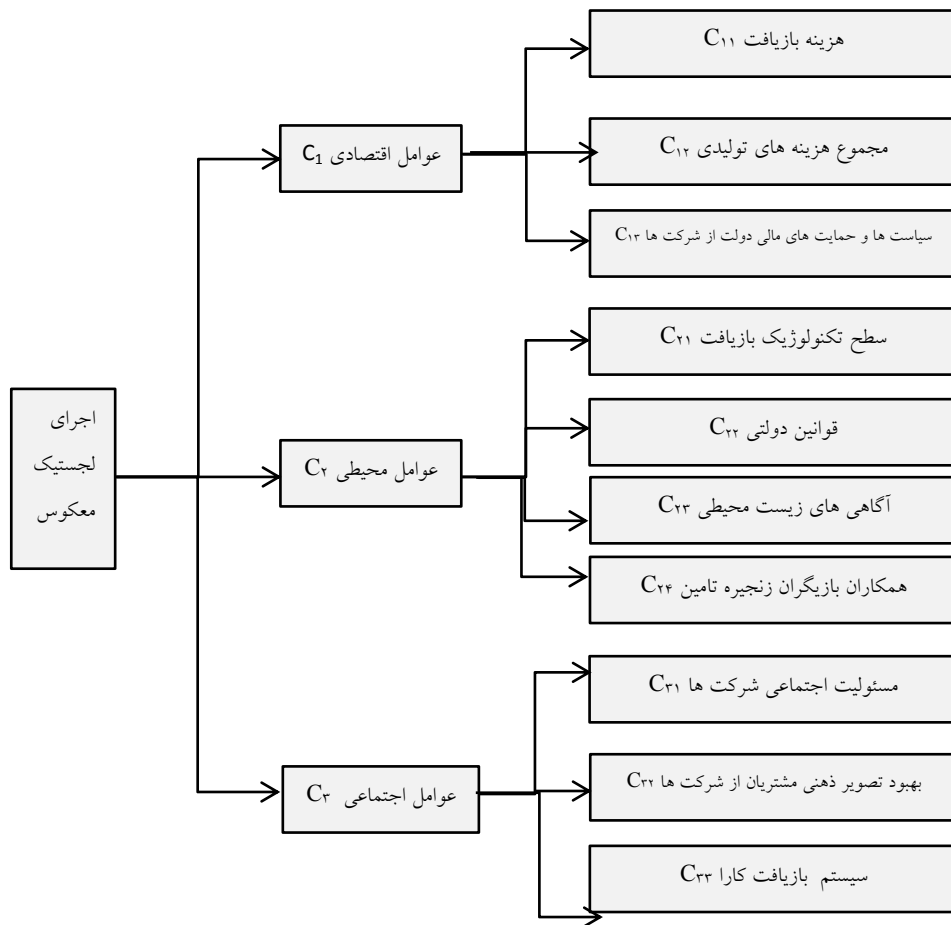 هزینه بازیافت C۱۱
عوامل اقتصادی C1
مجموع هزینه های تولیدی C۱۲
سیاست ها و حمایت های مالی دولت از شرکت ها C۱۳
سطح تکنولوژیک بازیافت C۲۱
اجرای
لجستیک
معکوس
عوامل محیطی C۲
قوانین دولتی C۲۲
آگاهی های زیست محیطی C۲۳
همکاران بازیگران زنجیره تامین C۲۴
مسئولیت اجتماعی شرکت ها C۳۱
عوامل اجتماعی C۳
بهبود تصویر ذهنی مشتریان از شرکت ها C۳۲
سیستم بازیافت کارا C۳۳